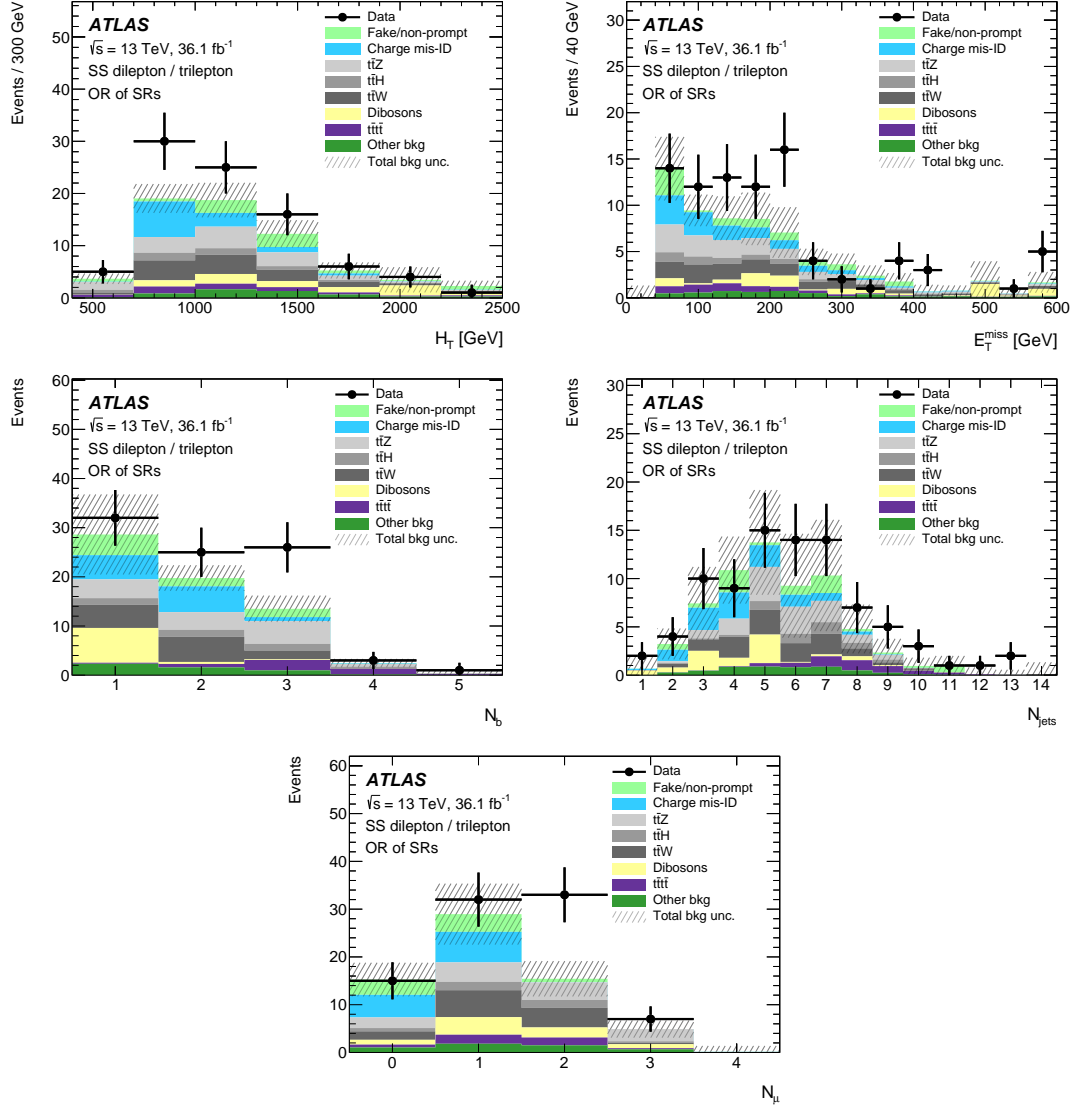 Events / 300 GeV
60
50
40
30
20
10
0
ATLAS
√s = 13 TeV, 36.1 fb⁻¹
SS dilepton / trilepton
OR of SRs
Data
Fake/non-prompt
Charge mis-ID
tt̄Z
tt̄H
tt̄W
Dibosons
tt̄tt̄
Other bkg
Total bkg unc.
500 1000 1500 2000 2500
H_T [GeV]
Events / 40 GeV
30
25
20
15
10
5
0
ATLAS
√s = 13 TeV, 36.1 fb⁻¹
SS dilepton / trilepton
OR of SRs
Data
Fake/non-prompt
Charge mis-ID
tt̄Z
tt̄H
tt̄W
Dibosons
tt̄tt̄
Other bkg
Total bkg unc.
0 100 200 300 400 500 600
E_T^miss [GeV]
Events
60
50
40
30
20
10
0
ATLAS
√s = 13 TeV, 36.1 fb⁻¹
SS dilepton / trilepton
OR of SRs
Data
Fake/non-prompt
Charge mis-ID
tt̄Z
tt̄H
tt̄W
Dibosons
tt̄tt̄
Other bkg
Total bkg unc.
1 2 3 4 5
N_b
Events
30
25
20
15
10
5
0
ATLAS
√s = 13 TeV, 36.1 fb⁻¹
SS dilepton / trilepton
OR of SRs
Data
Fake/non-prompt
Charge mis-ID
tt̄Z
tt̄H
tt̄W
Dibosons
tt̄tt̄
Other bkg
Total bkg unc.
1 2 3 4 5 6 7 8 9 10 11 12 13 14
N_jets
Events
60
50
40
30
20
10
0
ATLAS
√s = 13 TeV, 36.1 fb⁻¹
SS dilepton / trilepton
OR of SRs
Data
Fake/non-prompt
Charge mis-ID
tt̄Z
tt̄H
tt̄W
Dibosons
tt̄tt̄
Other bkg
Total bkg unc.
0 1 2 3 4
N_μ